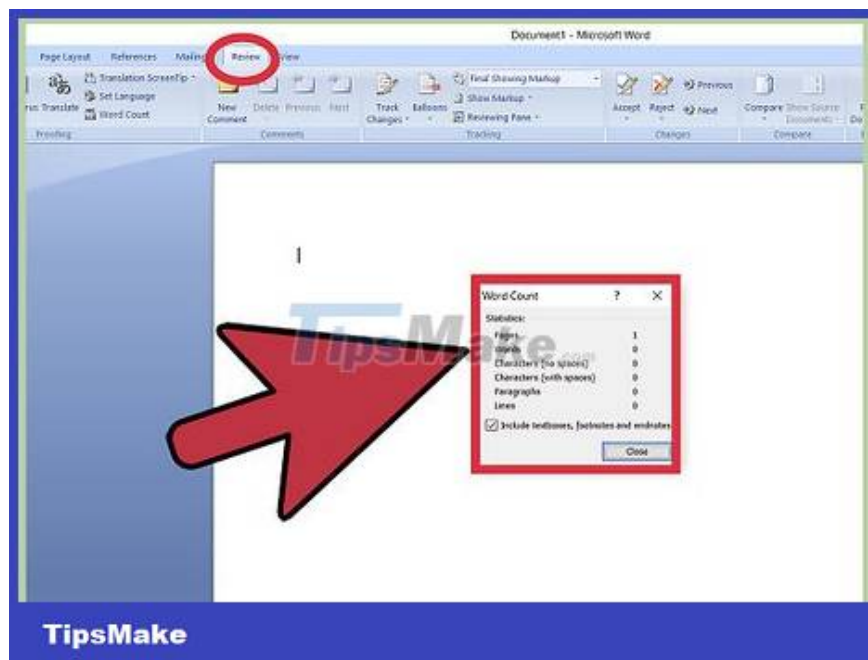 Document1 - Microsoft Word
Page Layout References Mailing Review View
Translation ScreenTip
Set Language
Translate
Word Count
New Comment
Delete Previous Next
Track Changes
Balloons
Final Showing Markup
Show Markup
Reviewing Pane
Accept Reject
Previous
Next
Compare
Show Source Documents
Proofing Comments Tracking Changes Compare
Word Count ? X
Statistics:
Pages 1
Words 0
Characters (no spaces) 0
Characters (with spaces) 0
Paragraphs 0
Lines 0
Include textboxes, footnotes and endnotes
Close
TipsMake.com
TipsMake